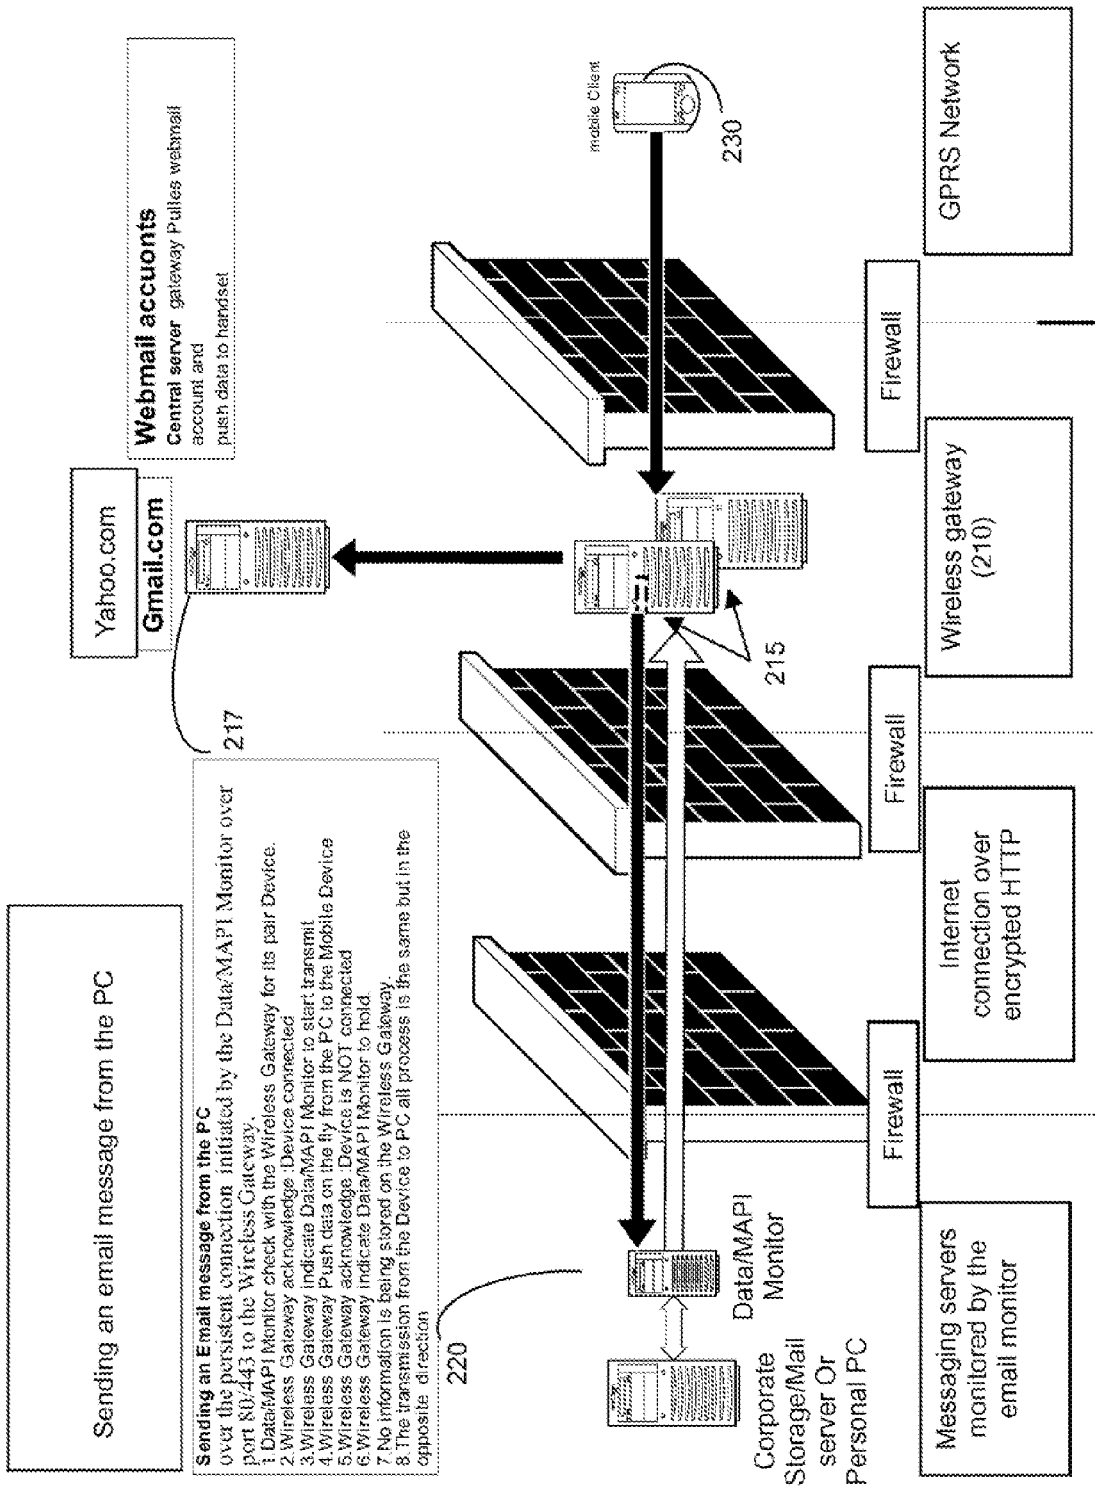 Sending an email message from the PC
Sending an Email message from the PC
over the persistent connection initiated by the Data/MAPI Monitor over
port 80/443 to the Wireless Gateway.
1.Data/MAPI Monitor check with the Wireless Gateway for its pair Device.
2.Wireless Gateway acknowledge :Device connected
3.Wireless Gateway indicate Data/MAPI Monitor to start transmit
4.Wireless Gateway Push data on the fly from the PC to the Mobile Device
5.Wireless Gateway acknowledge :Device is NOT connected
6.Wireless Gateway indicate Data/MAPI Monitor to hold.
7.No information is being stored on the Wireless Gateway.
8.The transmission from the Device to PC all process is the same but in the
opposite direction
217
Yahoo.com
Gmail.com
Webmail accuonts
Central server gateway Pulles webmail
account and
push data to handset
220
215
mobile Client
230
Corporate
Storage/Mail
server Or
Personal PC
Data/MAPI
Monitor
Firewall
Firewall
Firewall
Messaging servers
monitored by the
email monitor
Internet
connection over
encrypted HTTP
Wireless gateway
(210)
GPRS Network